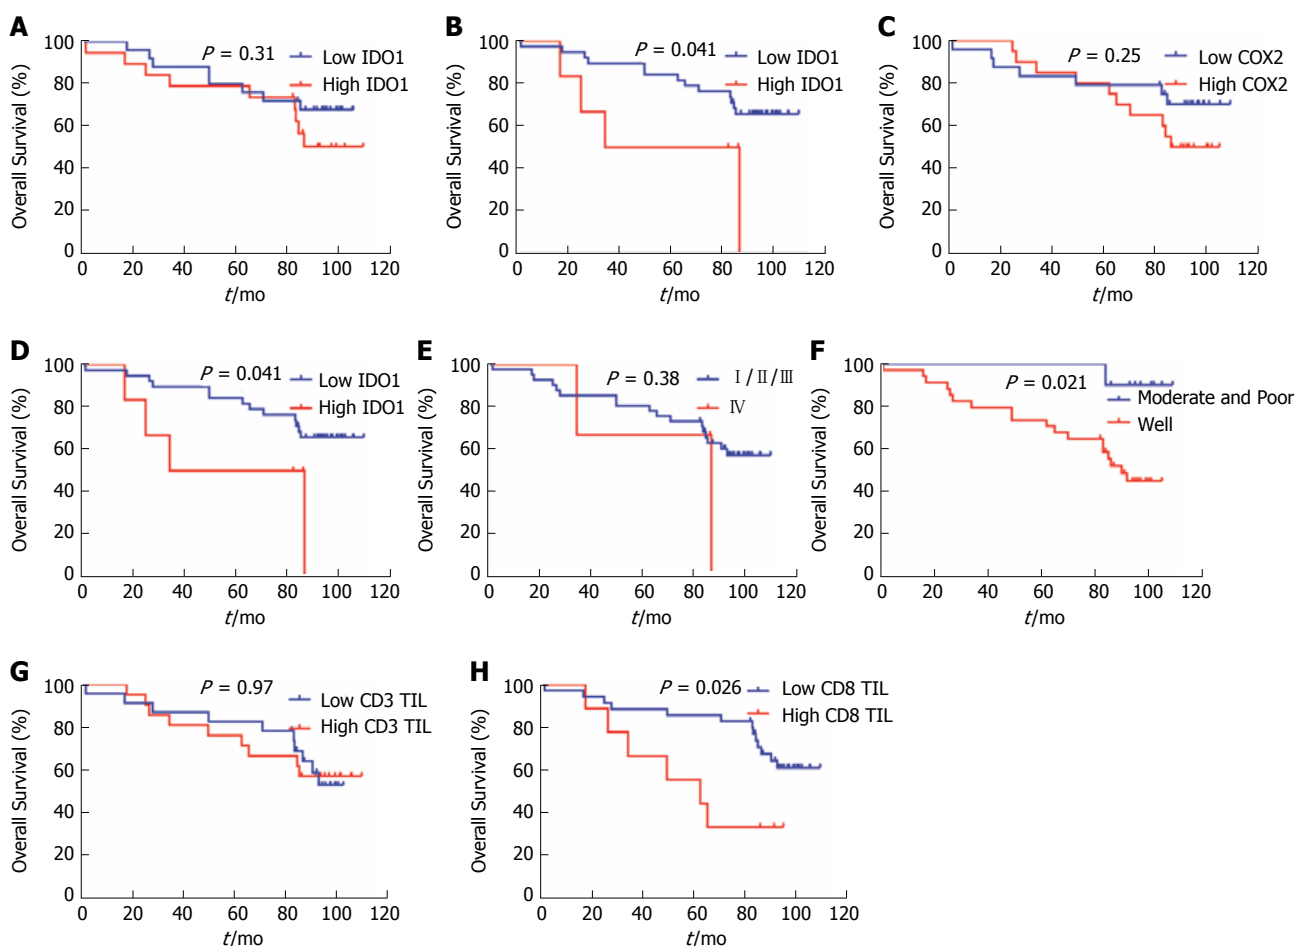 A
P = 0.31
Low IDO1
High IDO1
Overall Survival (%)
100
80
60
40
20
0
0 20 40 60 80 100 120
t/mo
B
P = 0.041
Low IDO1
High IDO1
Overall Survival (%)
100
80
60
40
20
0
0 20 40 60 80 100 120
t/mo
C
P = 0.25
Low COX2
High COX2
Overall Survival (%)
100
80
60
40
20
0
0 20 40 60 80 100 120
t/mo
D
P = 0.041
Low IDO1
High IDO1
Overall Survival (%)
100
80
60
40
20
0
0 20 40 60 80 100 120
t/mo
E
P = 0.38
Ⅰ/Ⅱ/Ⅲ
Ⅳ
Overall Survival (%)
100
80
60
40
20
0
0 20 40 60 80 100 120
t/mo
F
P = 0.021
Moderate and Poor
Well
Overall Survival (%)
100
80
60
40
20
0
0 20 40 60 80 100 120
t/mo
G
P = 0.97
Low CD3 TIL
High CD3 TIL
Overall Survival (%)
100
80
60
40
20
0
0 20 40 60 80 100 120
t/mo
H
P = 0.026
Low CD8 TIL
High CD8 TIL
Overall Survival (%)
100
80
60
40
20
0
0 20 40 60 80 100 120
t/mo